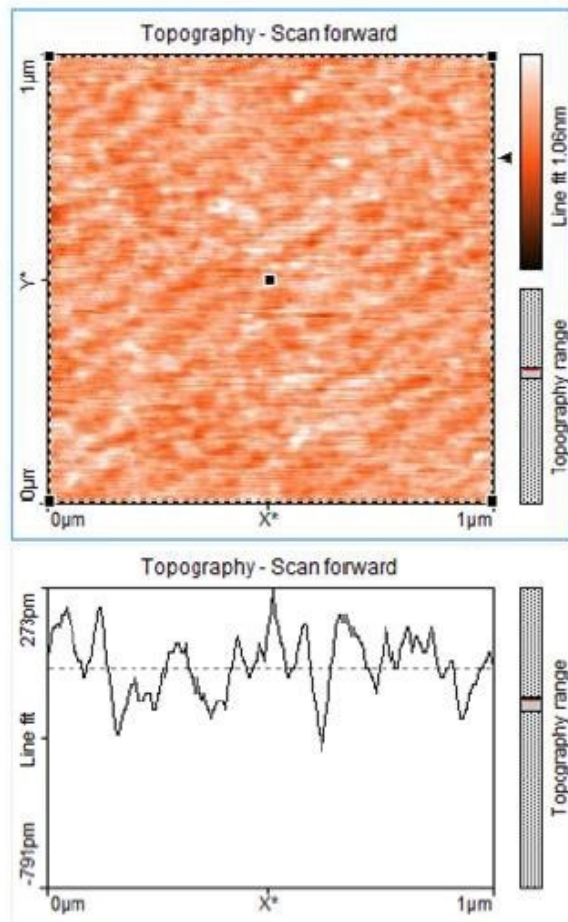 Topography - Scan forward
1µm
Y*
0µm
0µm X* 1µm
Line fit 1.06nm
Topography range
Topography - Scan forward
273pm
Line fit
-791pm
0µm X* 1µm
Topography range